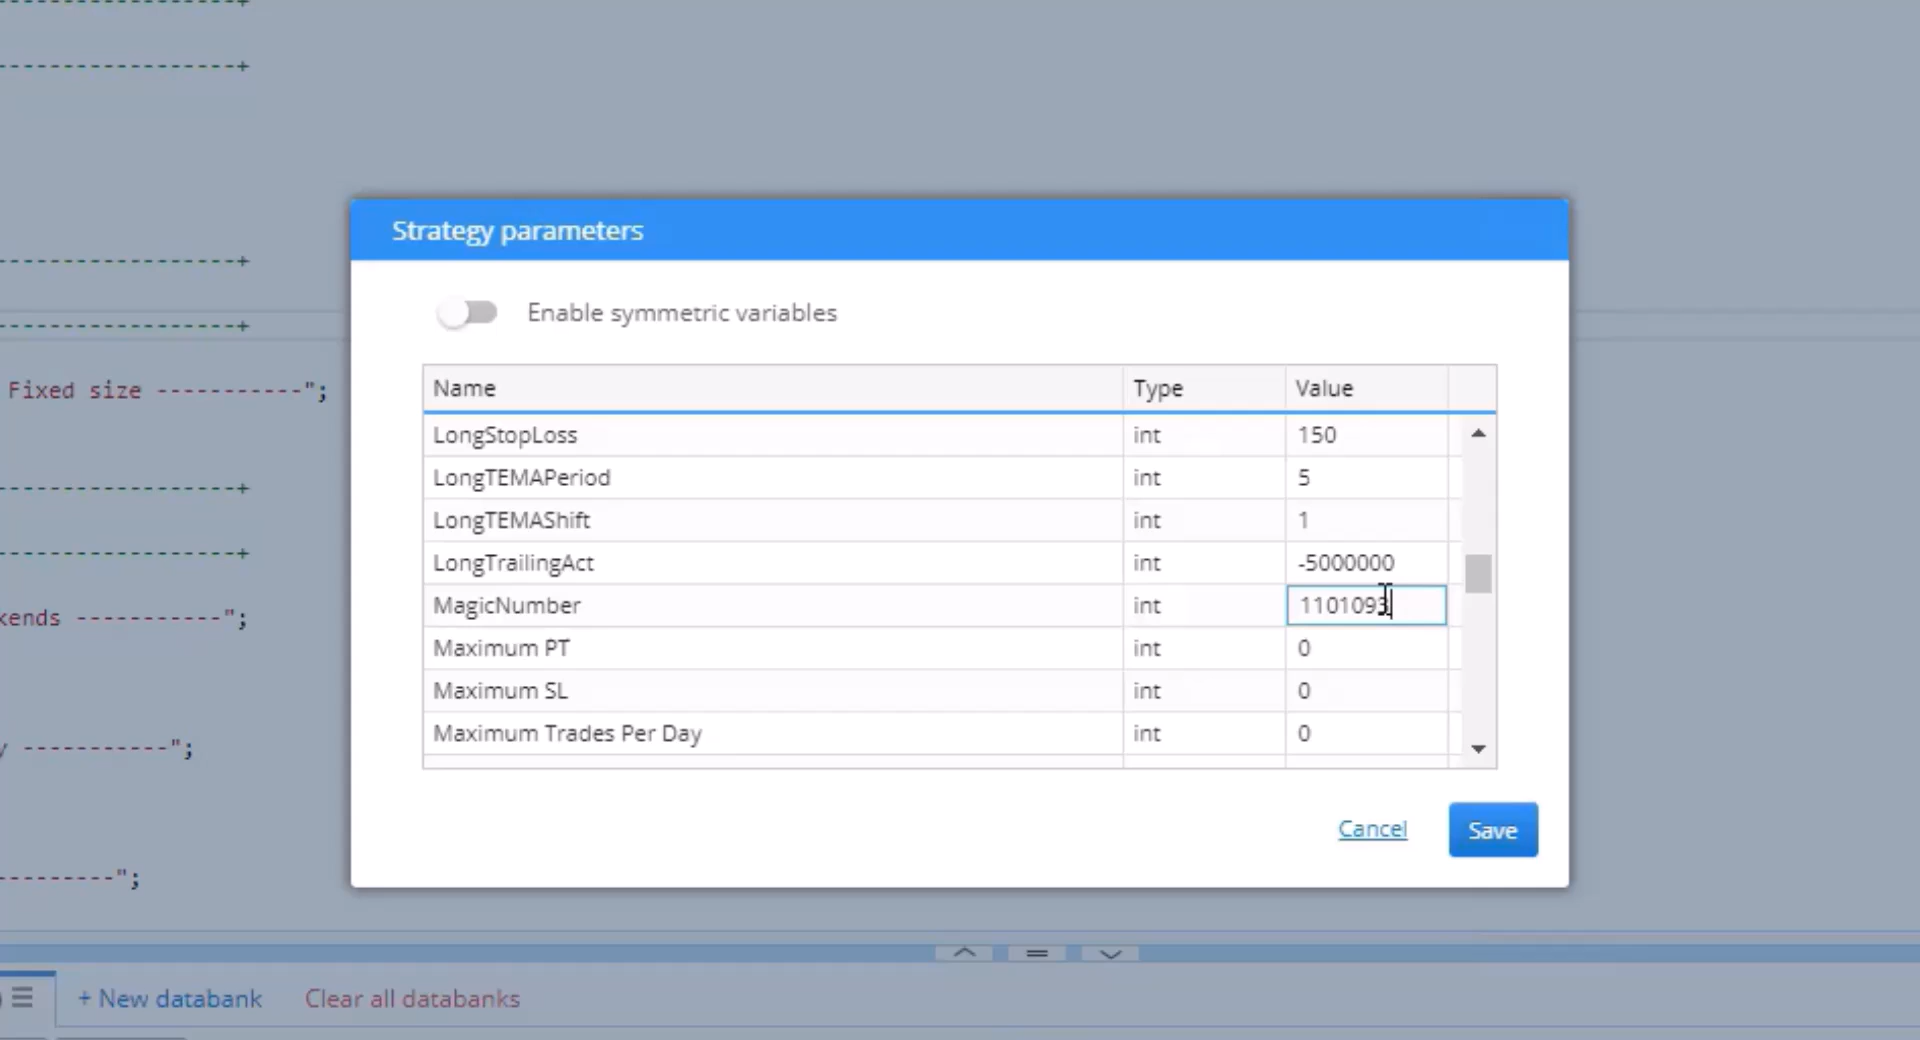 -----------------+
-----------------+
-----------------+
-----------------+
Fixed size -----------";
-----------------+
-----------------+
kends -----------";
y -----------";
---------";
Strategy parameters
Enable symmetric variables
Name Type Value
LongStopLoss int 150
LongTEMAPeriod int 5
LongTEMAShift int 1
LongTrailingAct int -5000000
MagicNumber int 1101093
Maximum PT int 0
Maximum SL int 0
Maximum Trades Per Day int 0
Cancel Save
+ New databank Clear all databanks